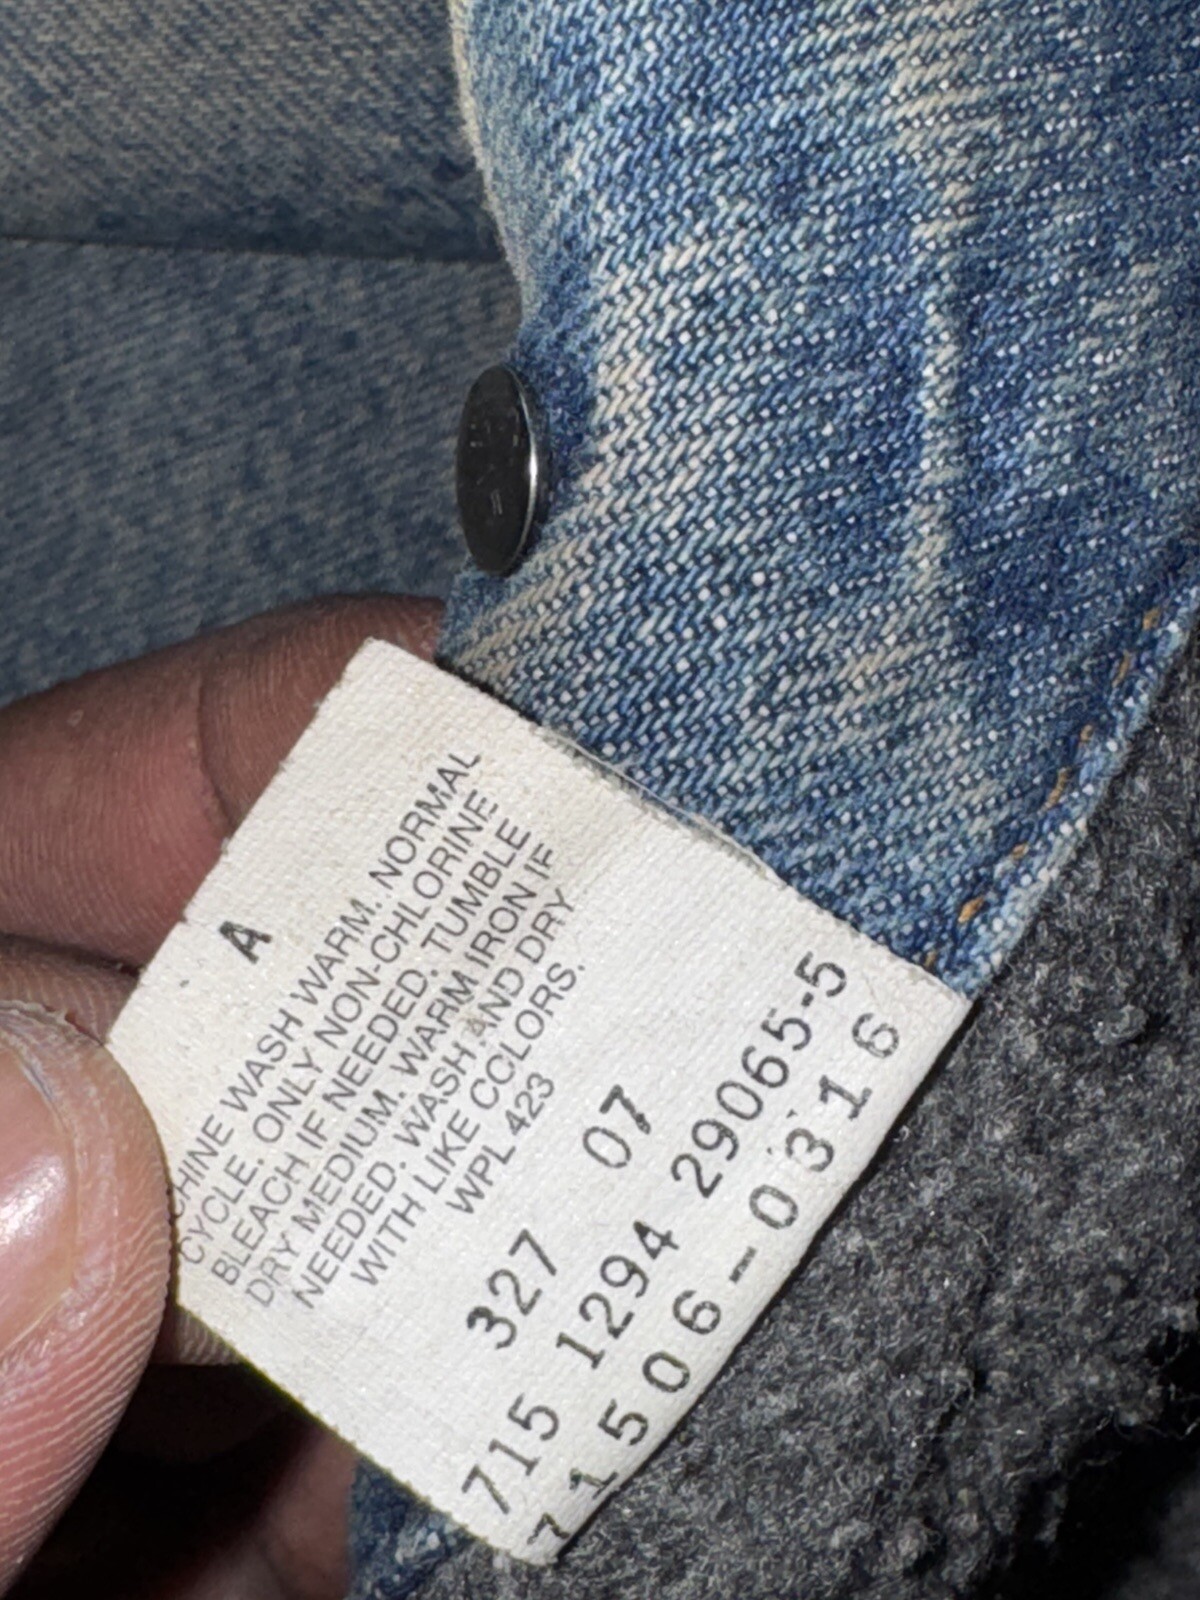 A
CHINE WASH WARM. NORMAL
CYCLE. ONLY NON-CHLORINE
BLEACH IF NEEDED. TUMBLE
DRY MEDIUM. WARM IRON IF
NEEDED. WASH AND DRY
WITH LIKE COLORS.
WPL 423
327 07
715 1294 29065-5
71506-0316